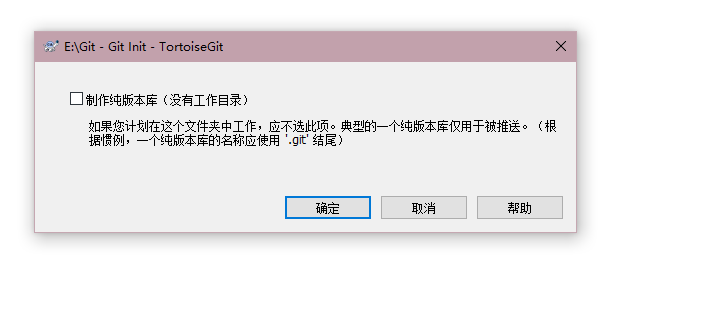 E:\Git - Git Init - TortoiseGit
制作纯版本库（没有工作目录）
如果您计划在这个文件夹中工作，应不选此项。典型的一个纯版本库仅用于被推送。（根
据惯例，一个纯版本库的名称应使用 '.git' 结尾）
确定 取消 帮助